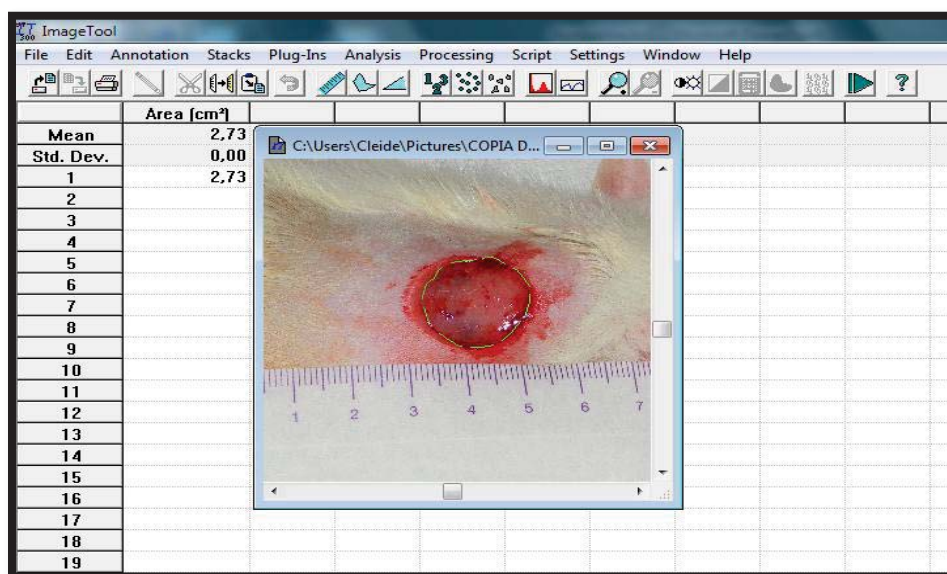 ImageTool
File Edit Annotation Stacks Plug-Ins Analysis Processing Script Settings Window Help
Area (cm²)
Mean 2,73
Std. Dev. 0,00
1 2,73
2
3
4
5
6
7
8
9
10
11
12
13
14
15
16
17
18
19
C:\Users\Cleide\Pictures\COPIA D...
1 2 3 4 5 6 7